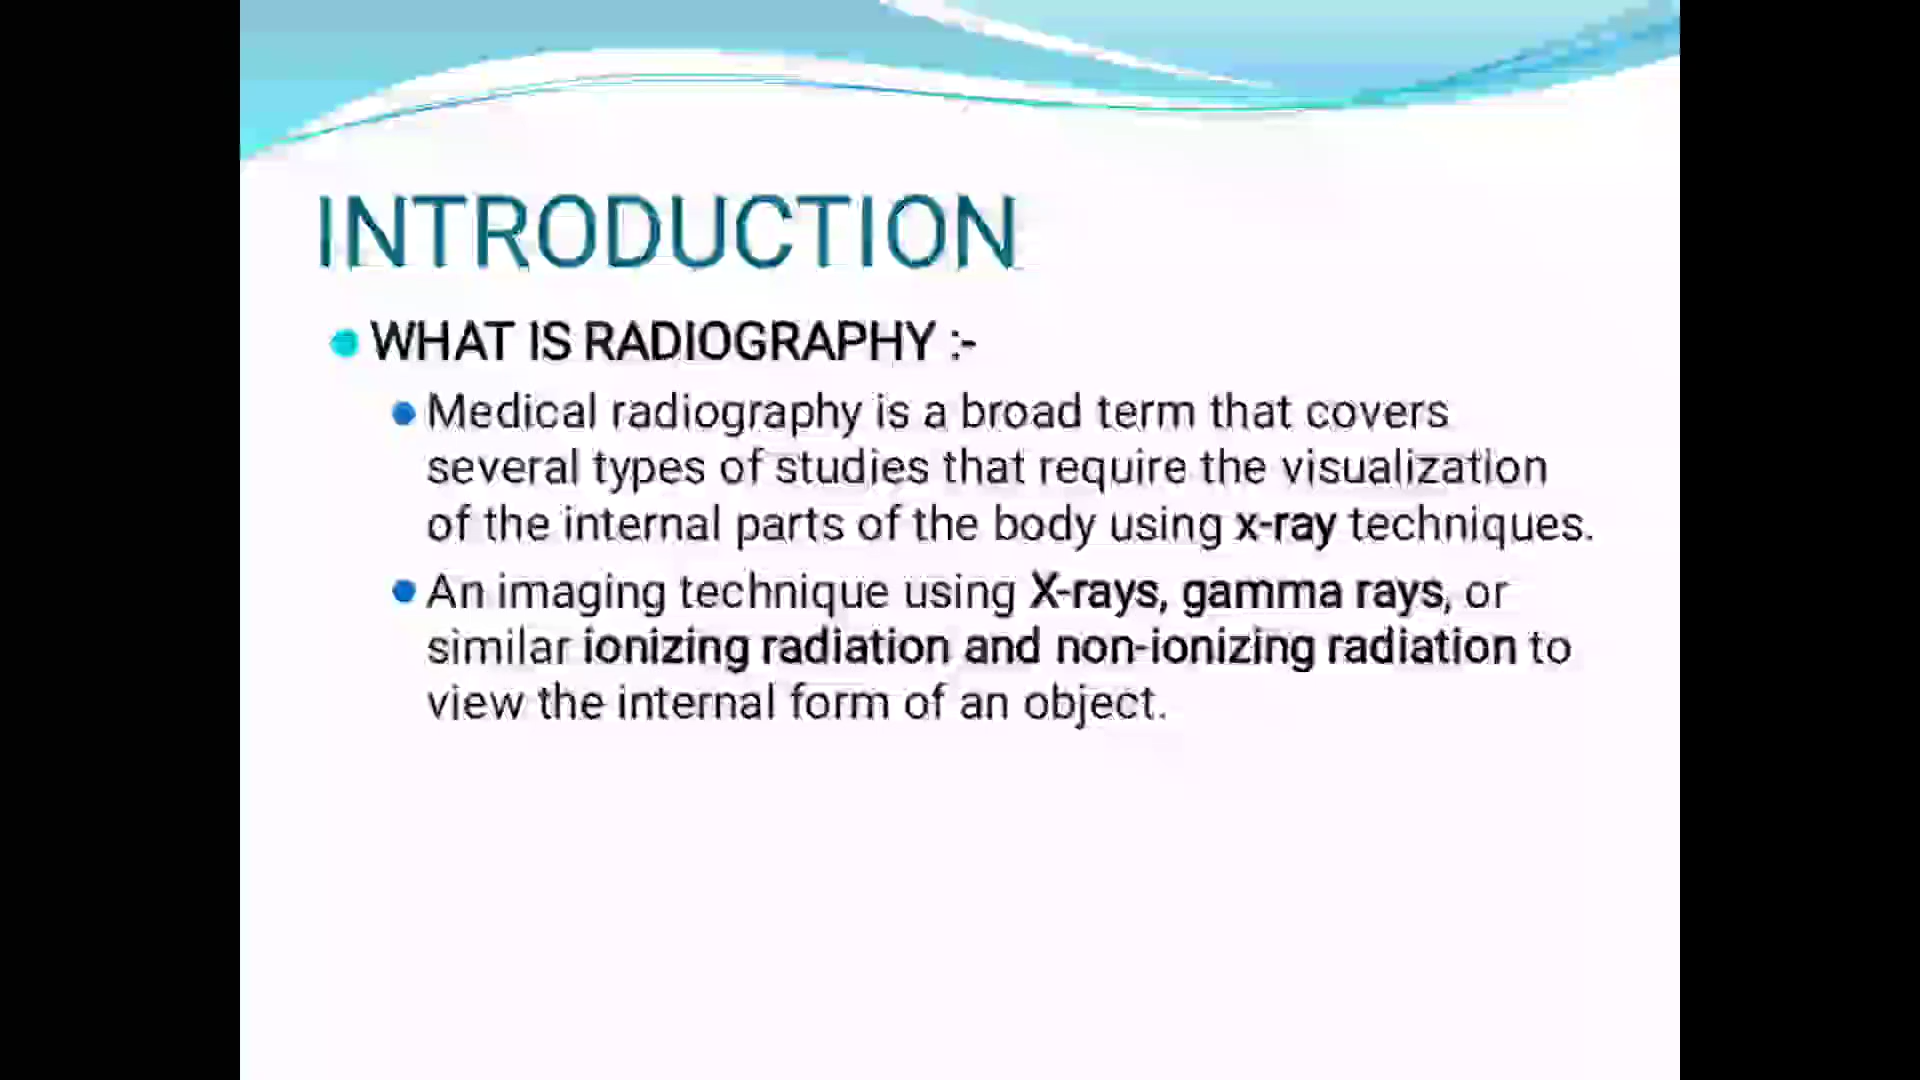 INTRODUCTION
WHAT IS RADIOGRAPHY :-
Medical radiography is a broad term that covers
several types of studies that require the visualization
of the internal parts of the body using x-ray techniques.
An imaging technique using X-rays, gamma rays, or
similar ionizing radiation and non-ionizing radiation to
view the internal form of an object.